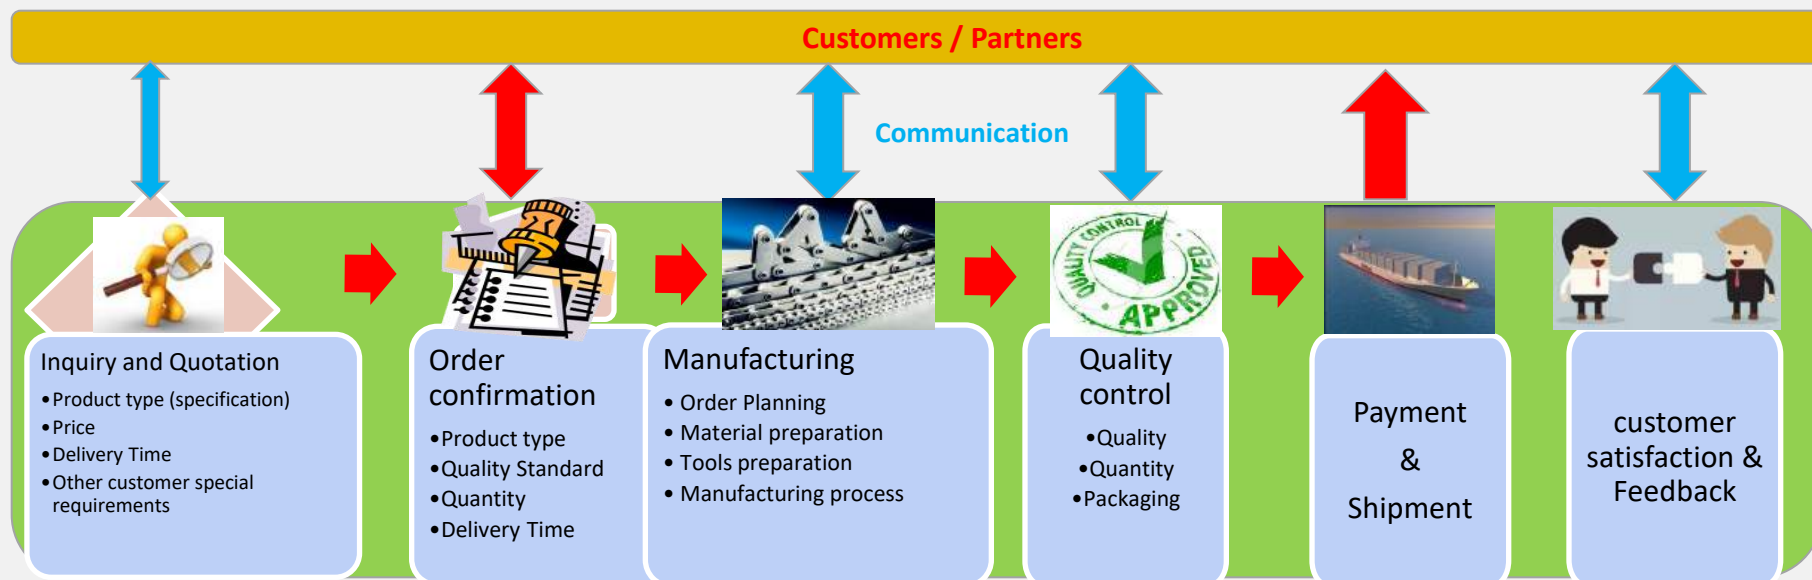 Customers / Partners
Communication
QUALITY CONTROL
APPROVED
Inquiry and Quotation
•Product type (specification)
•Price
•Delivery Time
•Other customer special
requirements
Order
confirmation
•Product type
•Quality Standard
•Quantity
•Delivery Time
Manufacturing
• Order Planning
• Material preparation
• Tools preparation
• Manufacturing process
Quality
control
•Quality
•Quantity
•Packaging
Payment
&
Shipment
customer
satisfaction &
Feedback